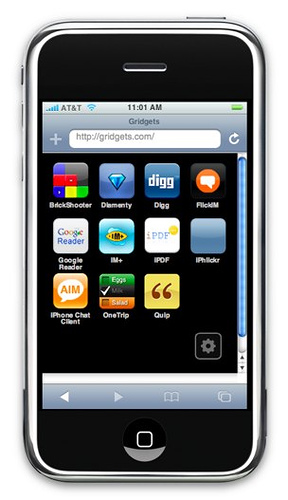 AT&T 11:01 AM
Gridgets
http://gridgets.com/
digg
BrickShooter Diamenty Digg FlickIM
Google
Reader
IM+
iPDF
Google
Reader
IM+ IPDF IPhlickr
AIM
Eggs
Milk
Salad
IPhone Chat
Client
OneTrip Quip